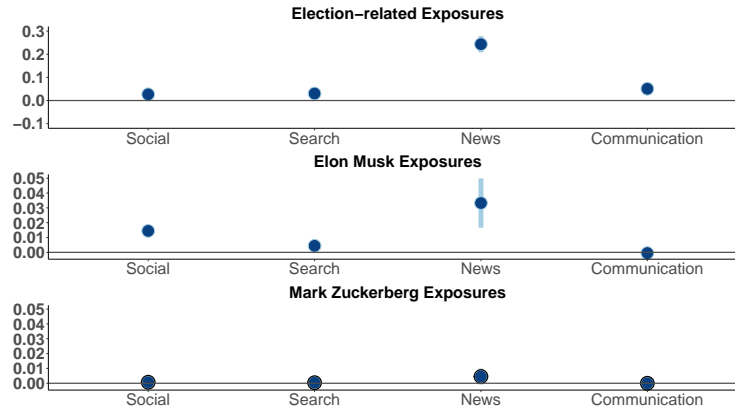 Election−related Exposures
0.3
0.2
0.1
0.0
−0.1
Social Search News Communication
Elon Musk Exposures
0.05
0.04
0.03
0.02
0.01
0.00
Social Search News Communication
Mark Zuckerberg Exposures
0.05
0.04
0.03
0.02
0.01
0.00
Social Search News Communication